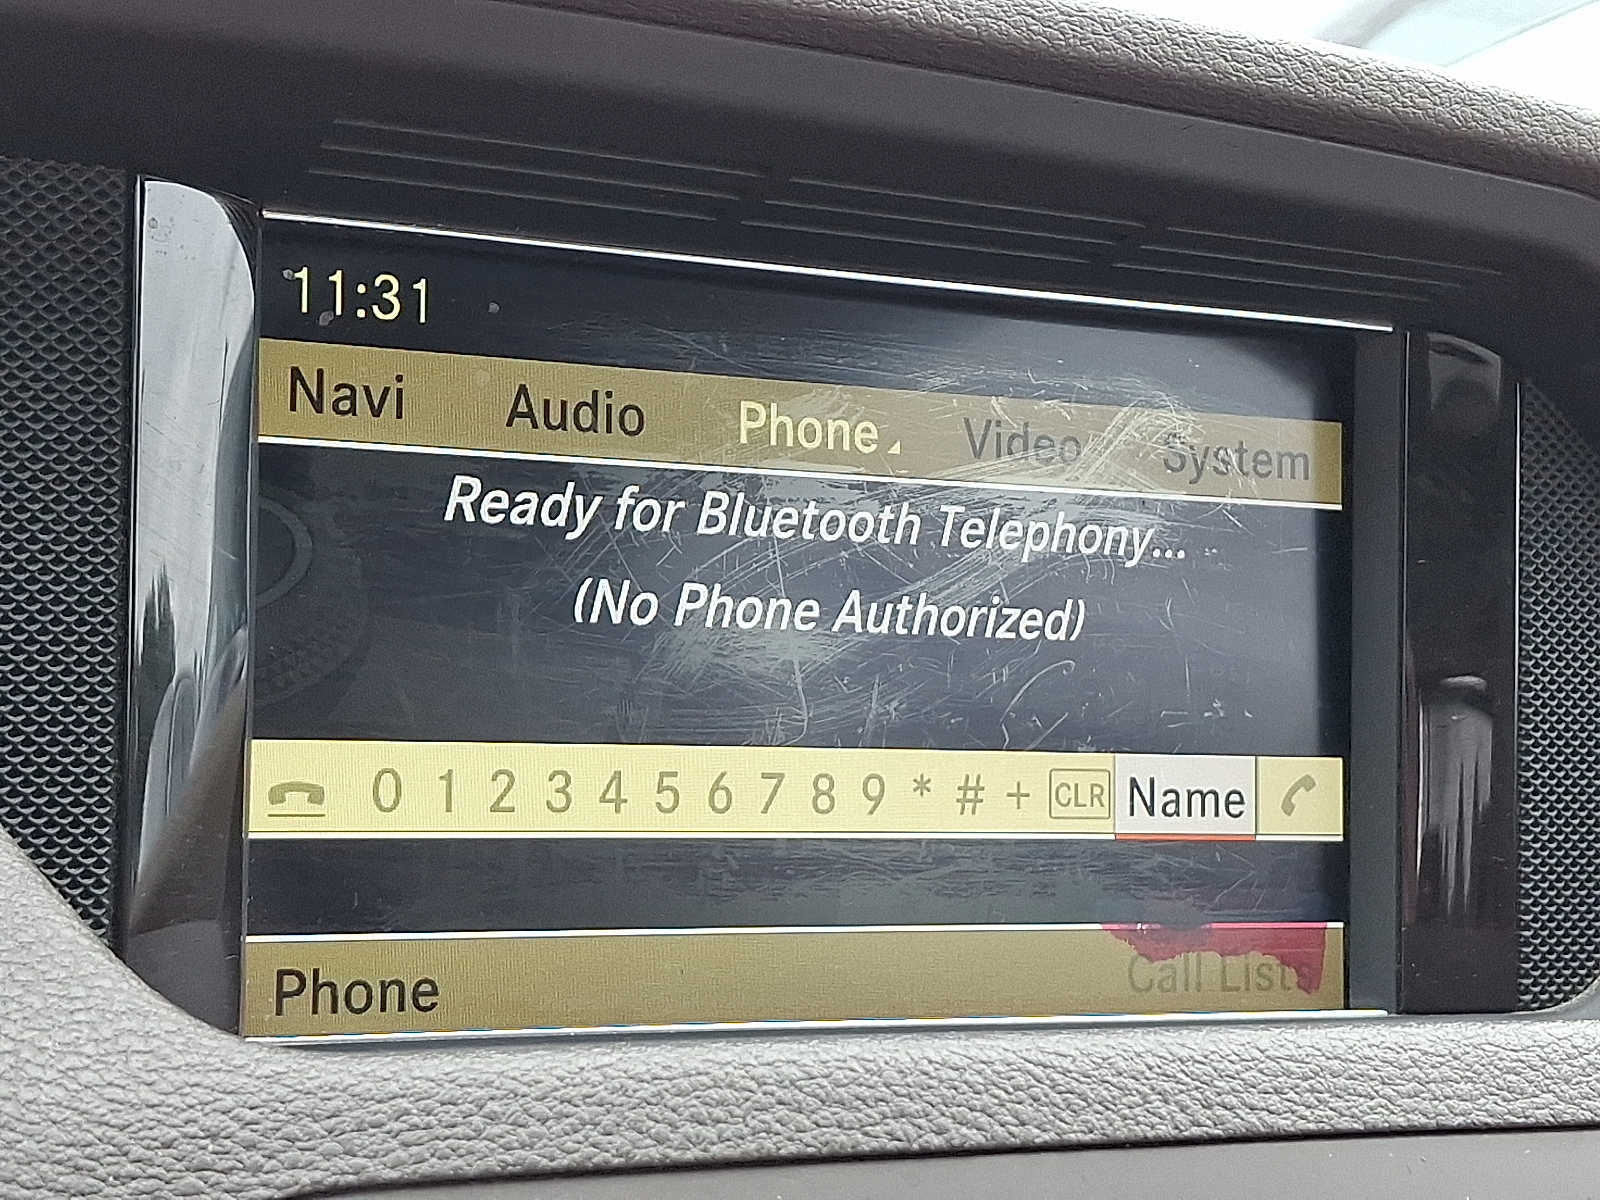 11:31
Navi Audio Phone Video System
Ready for Bluetooth Telephony...
(No Phone Authorized)
0 1 2 3 4 5 6 7 8 9 * # + CLR Name
Phone Call Lists